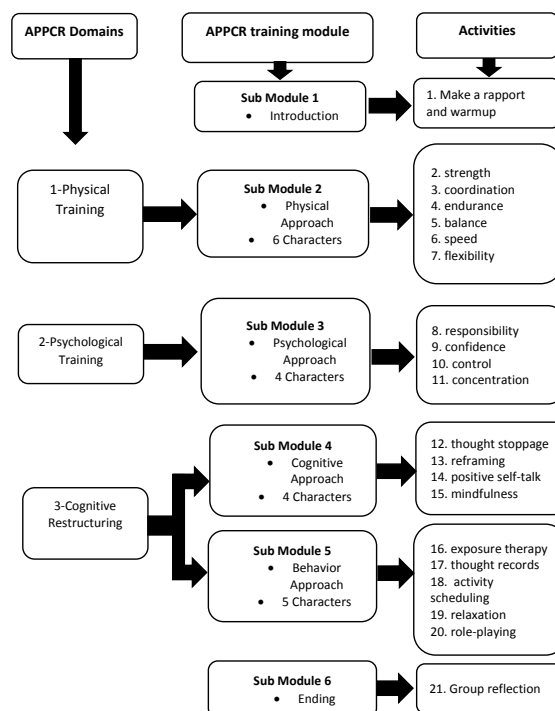 APPCR Domains
APPCR training module
Activities
Sub Module 1
• Introduction
1. Make a rapport
and warmup
1-Physical
Training
Sub Module 2
• Physical
Approach
• 6 Characters
2. strength
3. coordination
4. endurance
5. balance
6. speed
7. flexibility
2-Psychological
Training
Sub Module 3
• Psychological
Approach
• 4 Characters
8. responsibility
9. confidence
10. control
11. concentration
3-Cognitive
Restructuring
Sub Module 4
• Cognitive
Approach
• 4 Characters
12. thought stoppage
13. reframing
14. positive self-talk
15. mindfulness
Sub Module 5
• Behavior
Approach
• 5 Characters
16. exposure therapy
17. thought records
18. activity
scheduling
19. relaxation
20. role-playing
Sub Module 6
• Ending
21. Group reflection